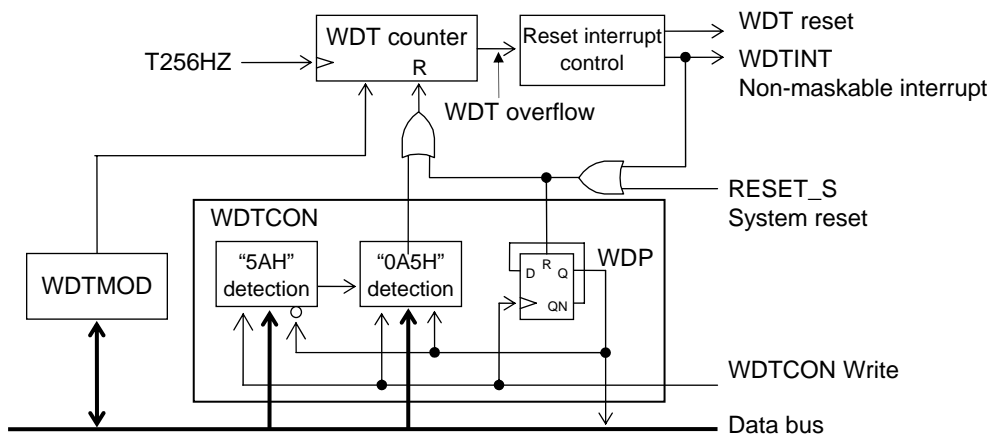 WDT reset
WDT counter
Reset interrupt
control
T256HZ
R
WDTINT
Non-maskable interrupt
WDT overflow
RESET_S
System reset
WDTCON
WDTMOD
“5AH”
detection
“0A5H”
detection
WDP
R
D
Q
QN
WDTCON Write
Data bus